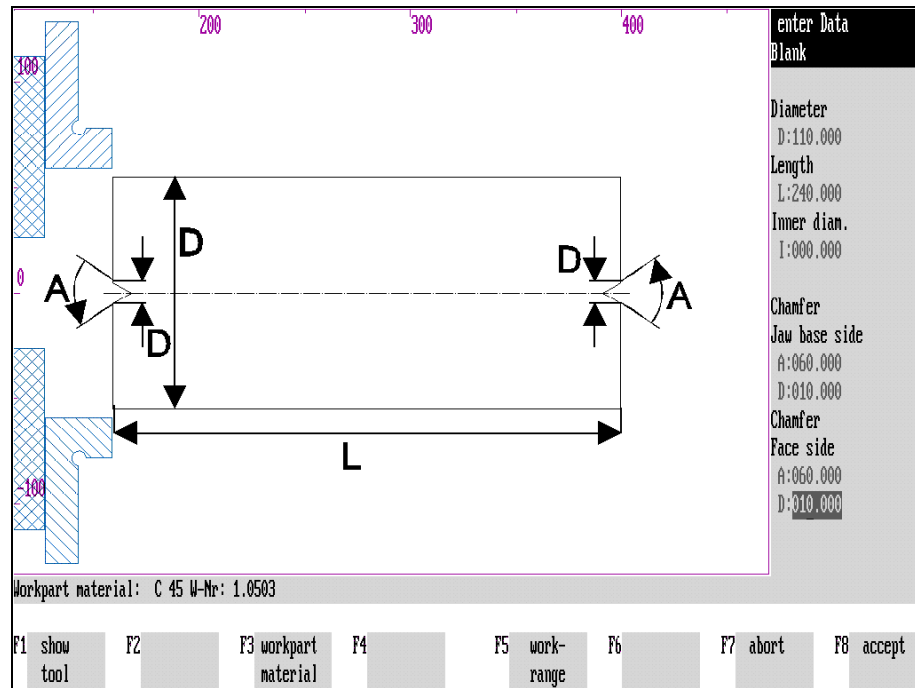 200
300
400
enter Data
Blank
100
Diameter
D:110.000
Length
L:240.000
Inner diam.
I:000.000
D
D
0
A
A
D
Chamfer
Jaw base side
A:060.000
D:010.000
Chamfer
Face side
A:060.000
D:010.000
L
-100
Workpart material: C 45 W-Nr: 1.0503
F1 show tool
F2
F3 workpart material
F4
F5 work-range
F6
F7 abort
F8 accept